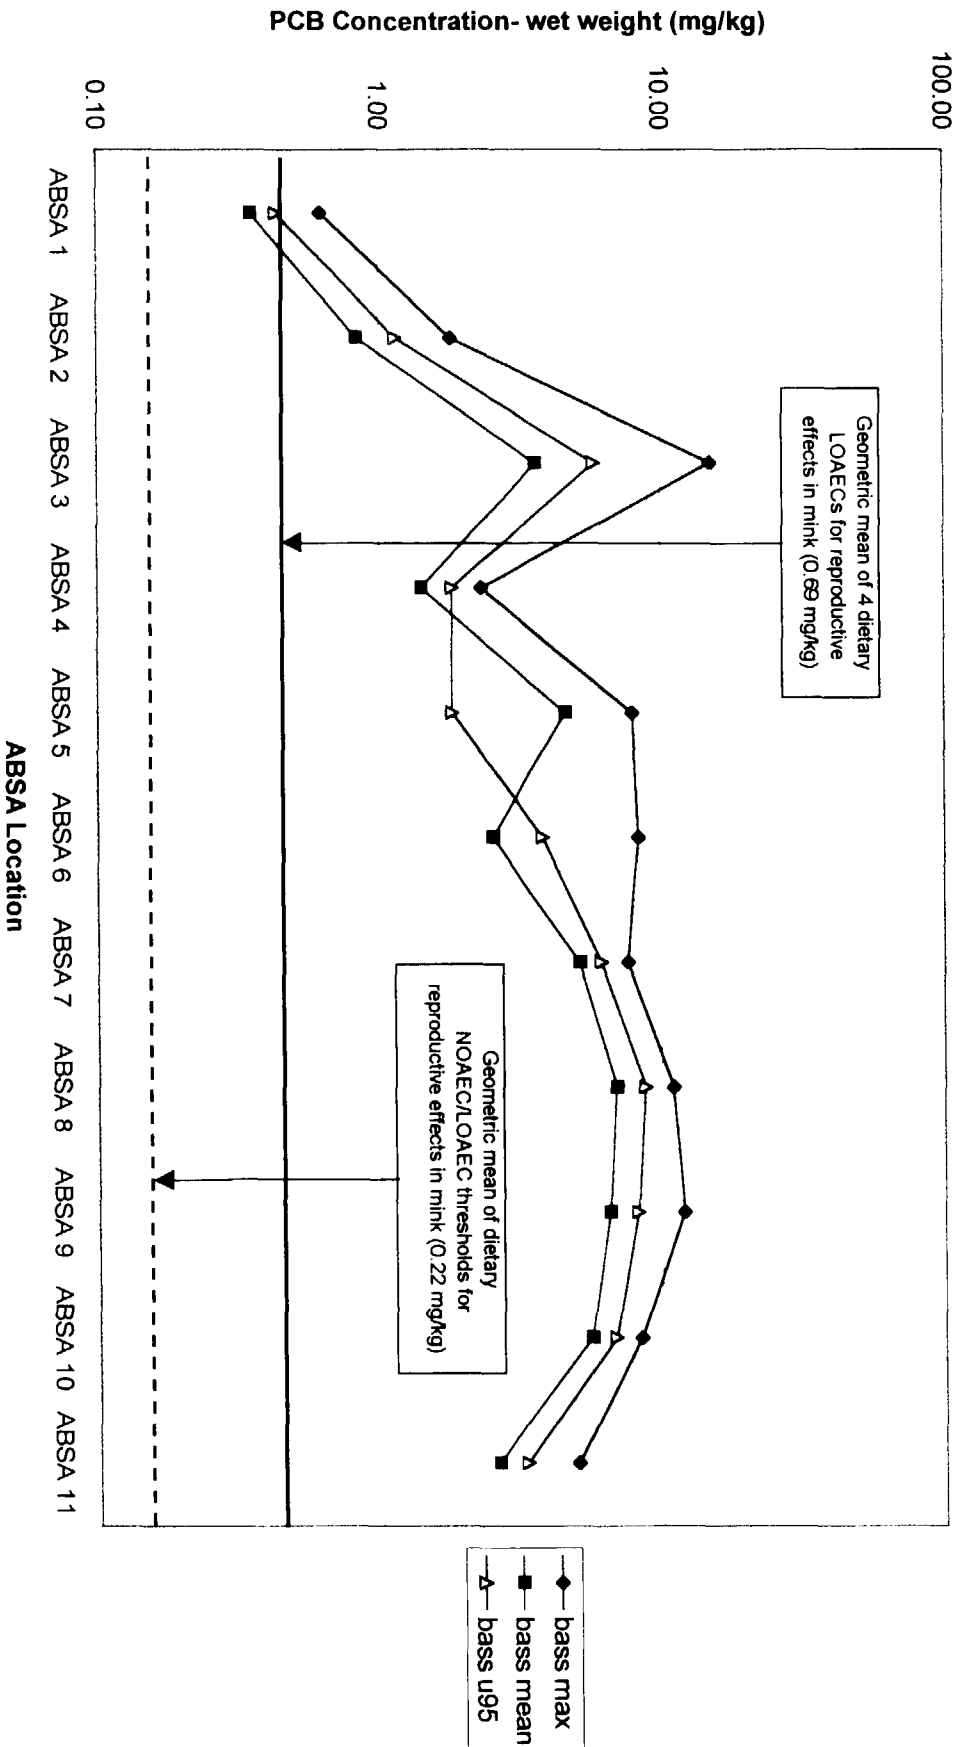 PCB Concentration- wet weight (mg/kg)
100.00
10.00
1.00
0.10
Geometric mean of 4 dietary
LOAECs for reproductive
effects in mink (0.69 mg/kg)
Geometric mean of dietary
NOAEC/LOAEC thresholds for
reproductive effects in mink (0.22 mg/kg)
ABSA 1
ABSA 2
ABSA 3
ABSA 4
ABSA 5
ABSA 6
ABSA 7
ABSA 8
ABSA 9
ABSA 10
ABSA 11
ABSA Location
bass max
bass mean
bass u95